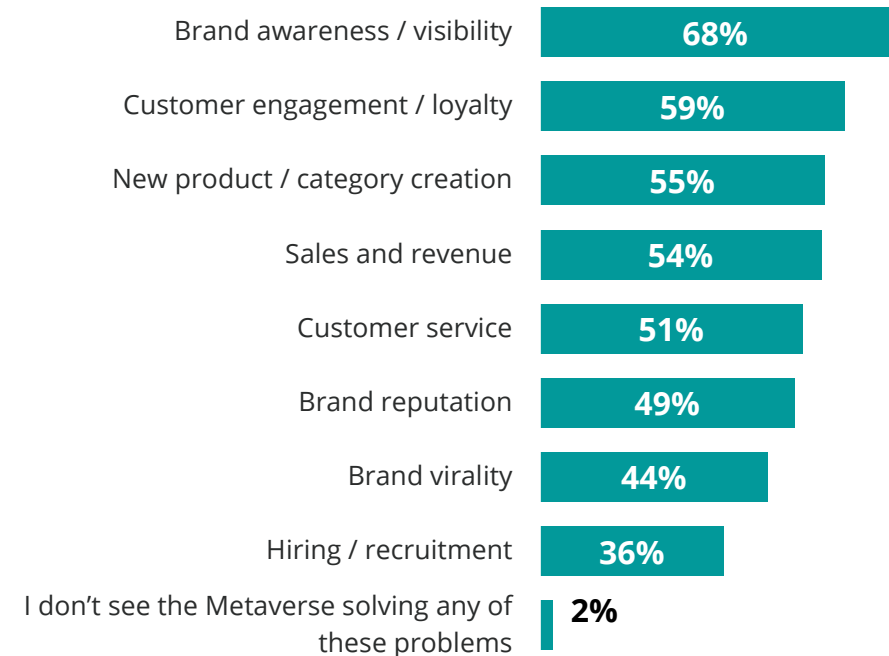 Brand awareness / visibility 68%
Customer engagement / loyalty 59%
New product / category creation 55%
Sales and revenue 54%
Customer service 51%
Brand reputation 49%
Brand virality 44%
Hiring / recruitment 36%
I don’t see the Metaverse solving any of 2%
these problems